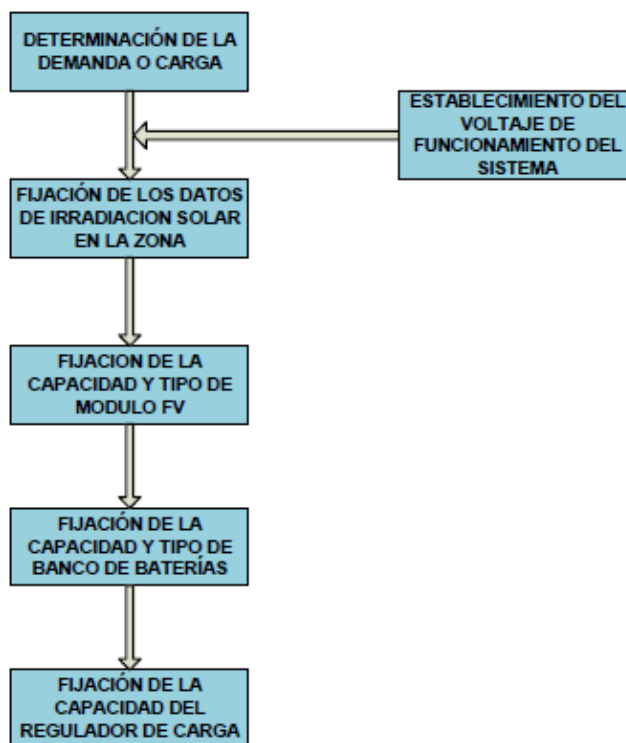 DETERMINACIÓN DE LA
DEMANDA O CARGA
ESTABLECIMIENTO DEL
VOLTAJE DE
FUNCIONAMIENTO DEL
SISTEMA
FIJACIÓN DE LOS DATOS
DE IRRADIACION SOLAR
EN LA ZONA
FIJACION DE LA
CAPACIDAD Y TIPO DE
MODULO FV
FIJACIÓN DE LA
CAPACIDAD Y TIPO DE
BANCO DE BATERÍAS
FIJACIÓN DE LA
CAPACIDAD DEL
REGULADOR DE CARGA